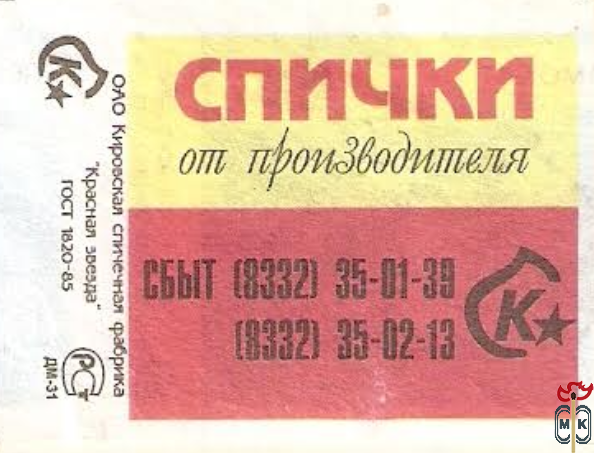 СПИЧКИ
от производителя
СБЫТ (8332) 35-01-39
(8332) 35-02-13
К
ОАО Кировская спичечная фабрика
"Красная звезда"
ГОСТ 1820-85
К
РСТ
ДМ-31
МК